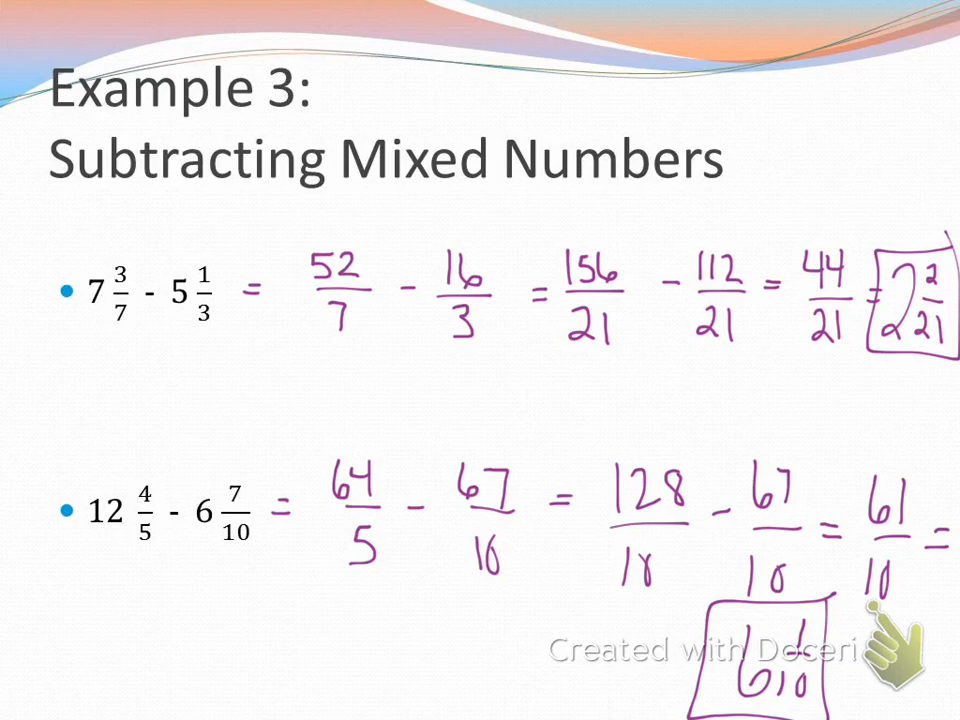 Example 3:
Subtracting Mixed Numbers
• 7 3/7 - 5 1/3 = 52/7 - 16/3 = 156/21 - 112/21 = 44/21 = 2 2/21
• 12 4/5 - 6 7/10 = 64/5 - 67/10 = 128/10 - 67/10 = 61/10 =
6 1/10
Created with Doceri